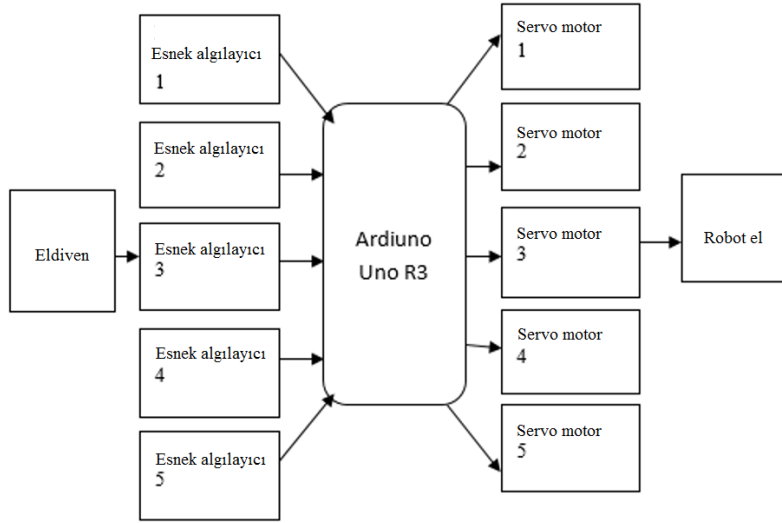 Eldiven
Esnek algılayıcı
1
Esnek algılayıcı
2
Esnek algılayıcı
3
Esnek algılayıcı
4
Esnek algılayıcı
5
Ardiuno
Uno R3
Servo motor
1
Servo motor
2
Servo motor
3
Servo motor
4
Servo motor
5
Robot el